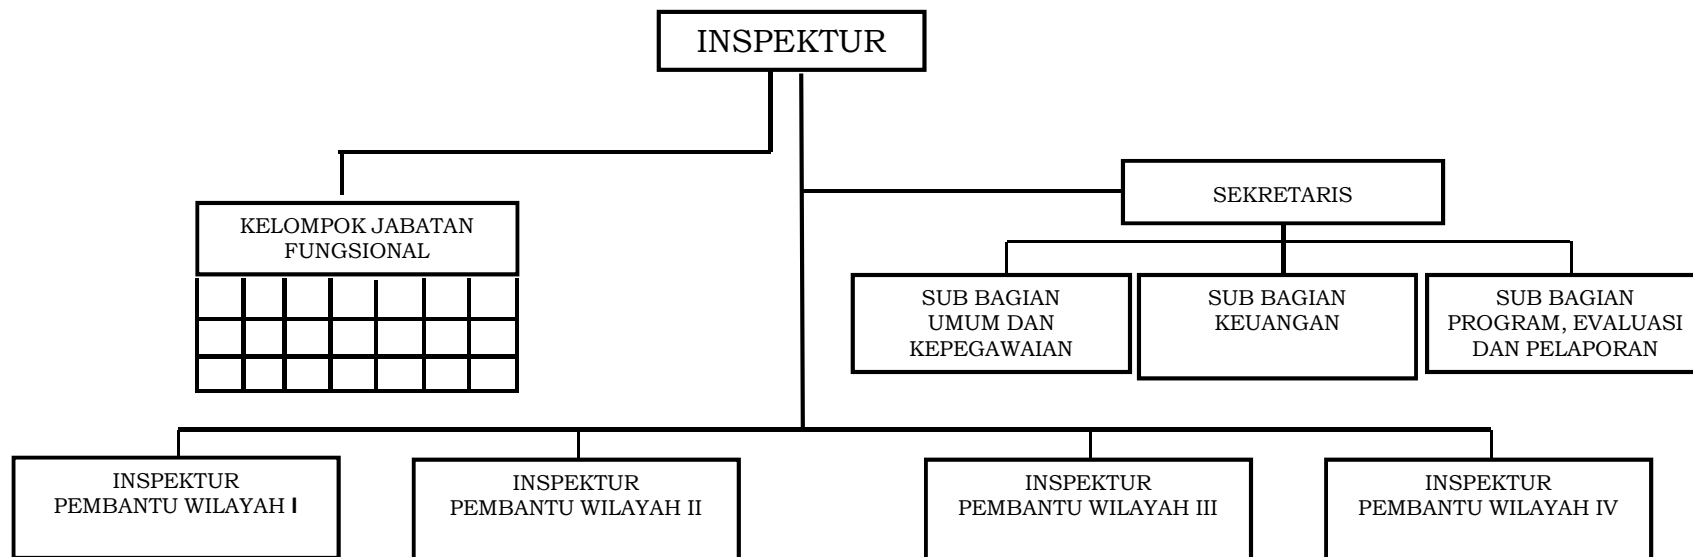 INSPEKTUR
SEKRETARIS
KELOMPOK JABATAN
FUNGSIONAL
SUB BAGIAN
UMUM DAN
KEPEGAWAIAN
SUB BAGIAN
KEUANGAN
SUB BAGIAN
PROGRAM, EVALUASI
DAN PELAPORAN
INSPEKTUR
PEMBANTU WILAYAH I
INSPEKTUR
PEMBANTU WILAYAH II
INSPEKTUR
PEMBANTU WILAYAH III
INSPEKTUR
PEMBANTU WILAYAH IV